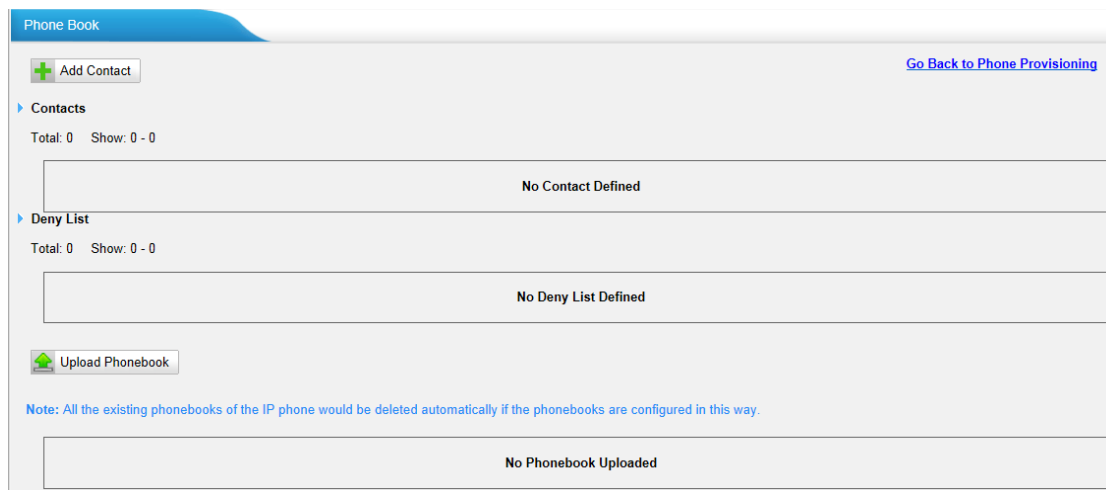 Phone Book
Add Contact
Go Back to Phone Provisioning
Contacts
Total: 0 Show: 0 - 0
No Contact Defined
Deny List
Total: 0 Show: 0 - 0
No Deny List Defined
Upload Phonebook
Note: All the existing phonebooks of the IP phone would be deleted automatically if the phonebooks are configured in this way.
No Phonebook Uploaded